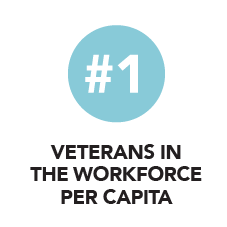 #1
VETERANS IN
THE WORKFORCE
PER CAPITA